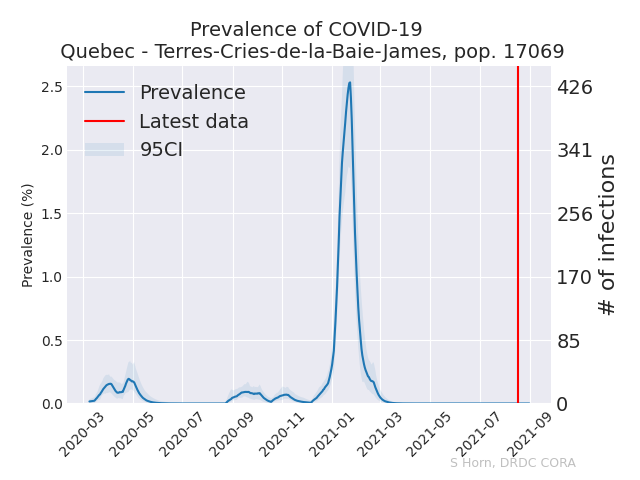 Prevalence of COVID-19
Quebec - Terres-Cries-de-la-Baie-James, pop. 17069
Prevalence
Latest data
95CI
Prevalence (%)
2.5
2.0
1.5
1.0
0.5
0.0
426
341
256
170
85
0
# of infections
2020-03
2020-05
2020-07
2020-09
2020-11
2021-01
2021-03
2021-05
2021-07
2021-09
S Horn, DRDC CORA